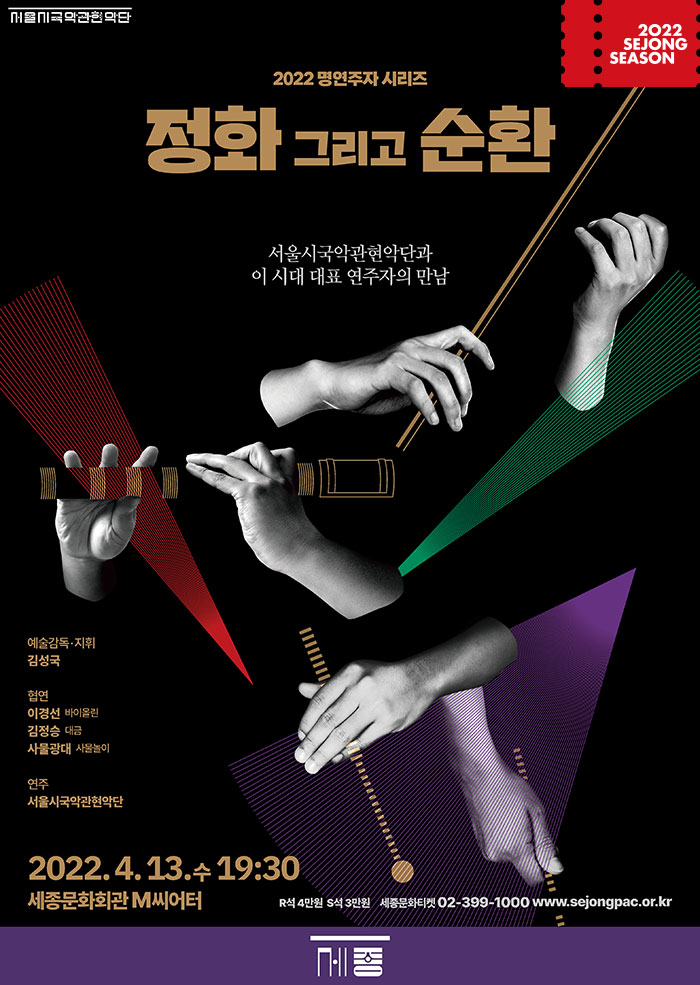 서울시국악관현악단
2022
SEJONG
SEASON
2022 명연주자 시리즈
정화 그리고 순환
서울시국악관현악단과
이 시대 대표 연주자의 만남
예술감독·지휘
김성국
협연
이경선 바이올린
김정승 대금
사물광대 사물놀이
연주
서울시국악관현악단
2022. 4. 13.수 19:30
세종문화회관 M씨어터
R석 4만원 S석 3만원 세종문화티켓 02-399-1000 www.sejongpac.or.kr
세종